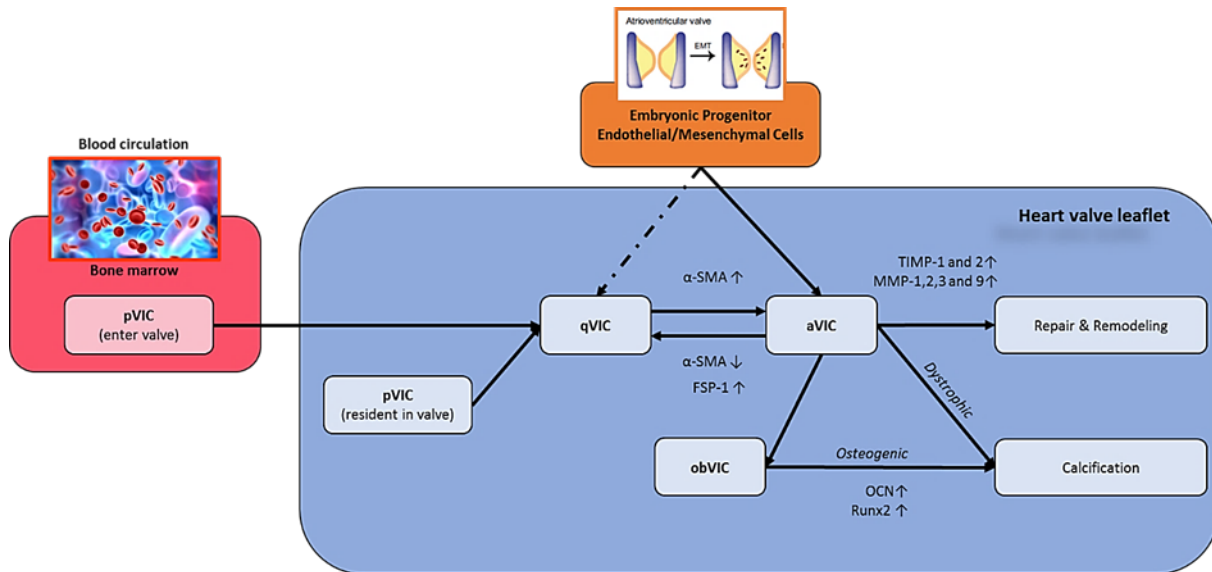 Atrioventricular valve
EMT
Embryonic Progenitor
Endothelial/Mesenchymal Cells
Blood circulation
Bone marrow
pVIC
(enter valve)
Heart valve leaflet
TIMP-1 and 2↑
MMP-1,2,3 and 9↑
α-SMA ↑
qVIC
aVIC
Repair & Remodeling
α-SMA ↓
FSP-1 ↑
pVIC
(resident in valve)
Dystrophic
obVIC
Osteogenic
Calcification
OCN↑
Runx2 ↑